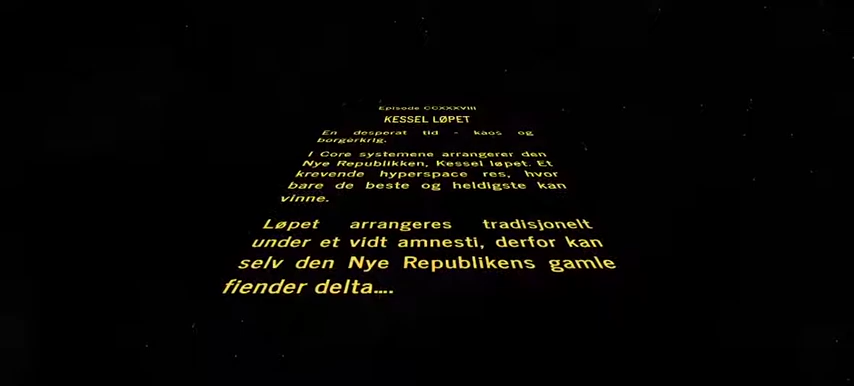 Episode CCXXXVIII
KESSEL LØPET
En desperat tid - kaos og
borgerkrig.
I Core systemene arrangerer den
Nye Republikken, Kessel løpet. Et
krevende hyperspace res, hvor
bare de beste og heldigste kan
vinne.
Løpet arrangeres tradisjonelt
under et vidt amnesti, derfor kan
selv den Nye Republikens gamle
fiender delta....